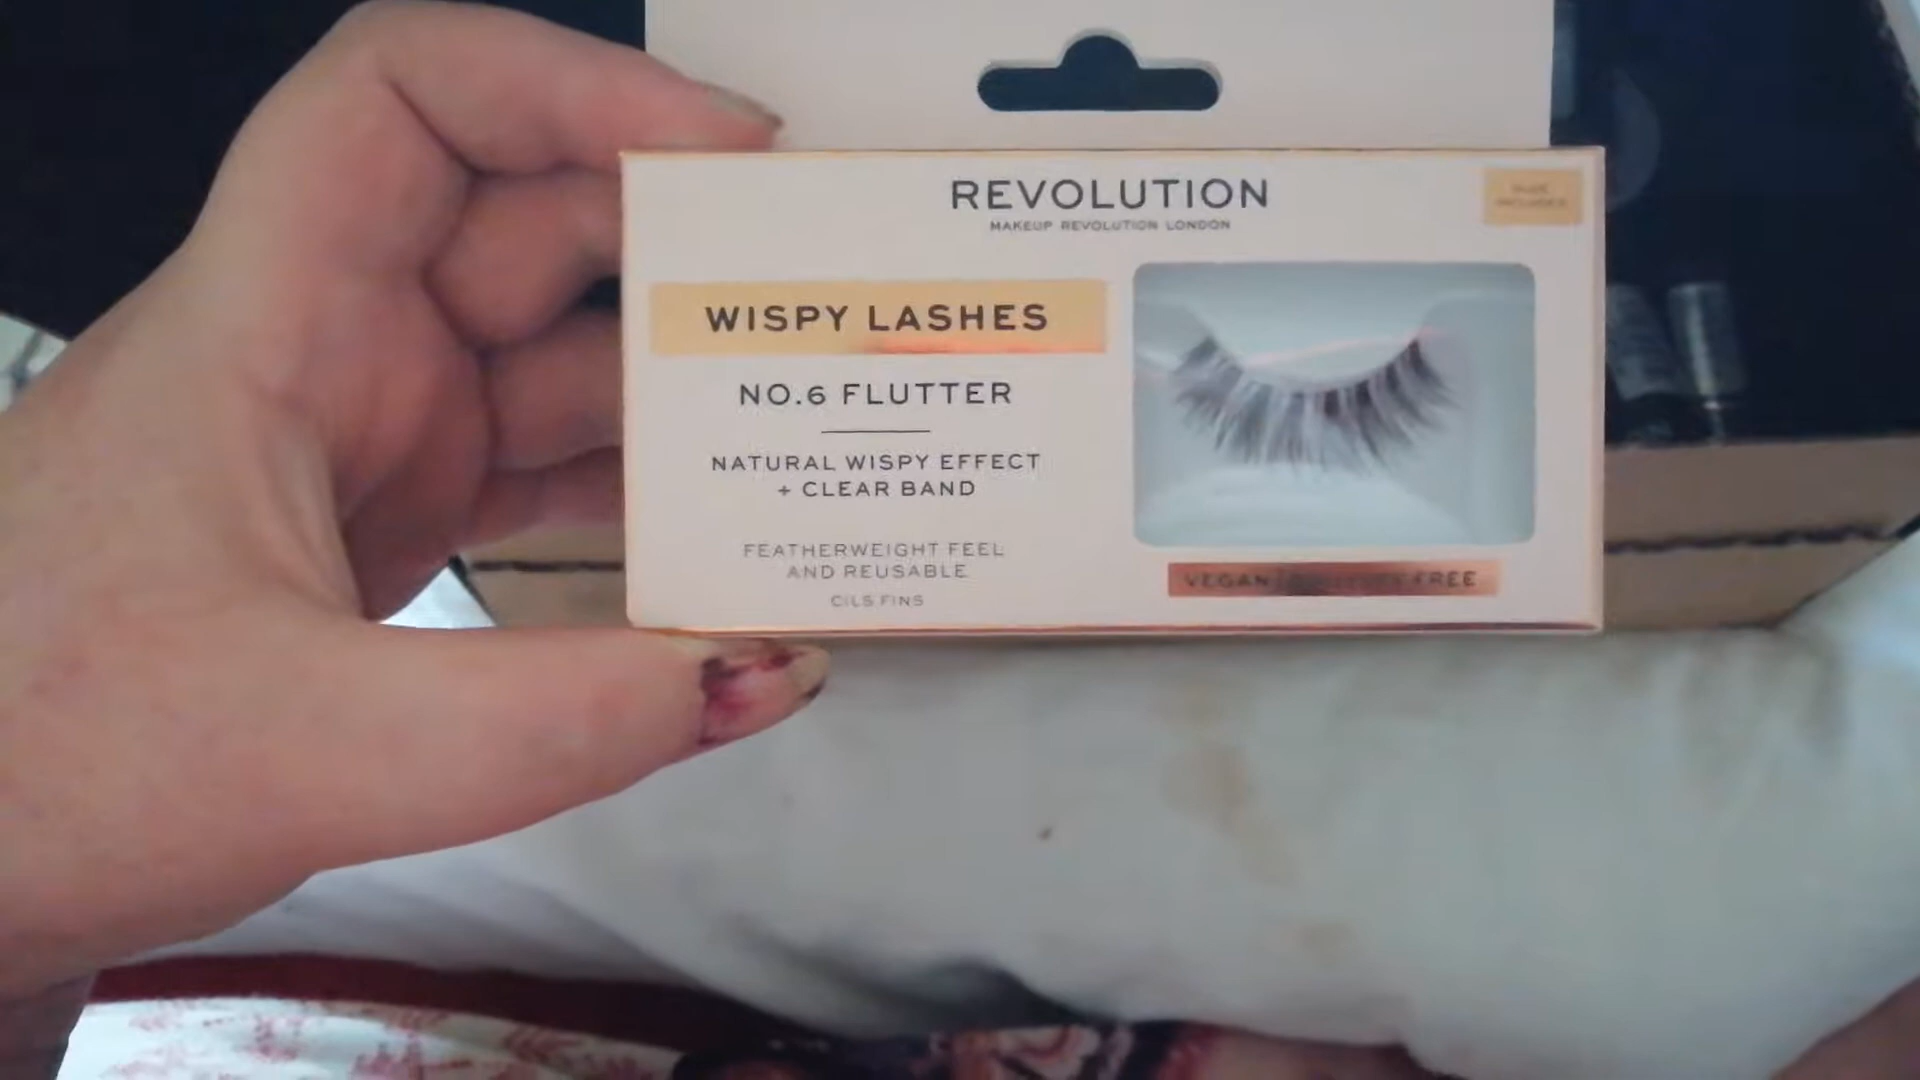 REVOLUTION
MAKEUP REVOLUTION LONDON
WISPY LASHES
NO.6 FLUTTER
NATURAL WISPY EFFECT
+ CLEAR BAND
FEATHERWEIGHT FEEL
AND REUSABLE
CILS FINS
VEGAN FREE